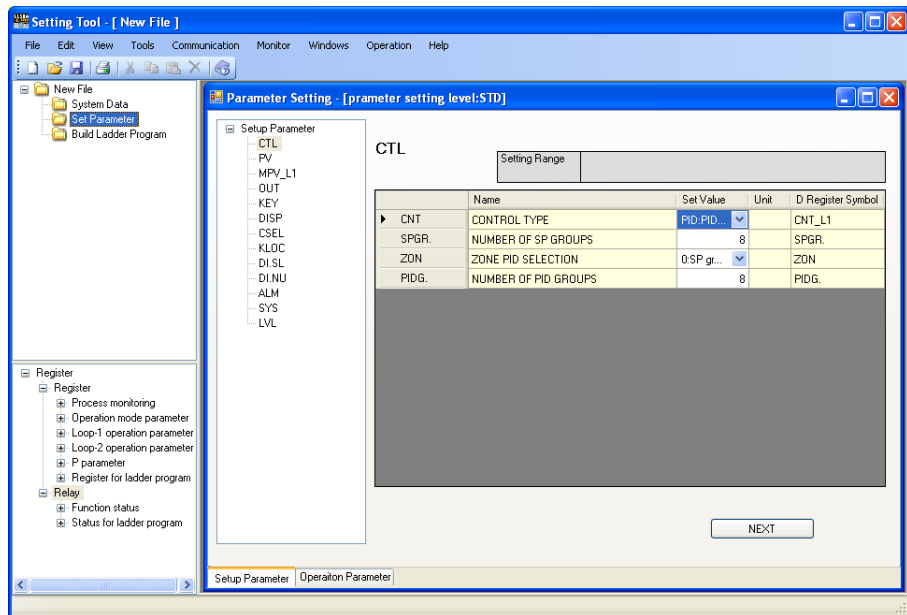 Setting Tool - [ New File ]
File Edit View Tools Communication Monitor Windows Operation Help
New File
System Data
Set Parameter
Build Ladder Program
Register
Register
Process monitoring
Operation mode parameter
Loop-1 operation parameter
Loop-2 operation parameter
P parameter
Register for ladder program
Relay
Function status
Status for ladder program
Parameter Setting - [prameter setting level:STD]
Setup Parameter
CTL
PV
MPV_L1
OUT
KEY
DISP
CSEL
KLOC
DI.SL
DI.NU
ALM
SYS
LVL
CTL
Setting Range
Name Set Value Unit D Register Symbol
CNT CONTROL TYPE PID:PID... CNT_L1
SPGR. NUMBER OF SP GROUPS 8 SPGR.
ZON ZONE PID SELECTION 0:SP gr... ZON
PIDG. NUMBER OF PID GROUPS 8 PIDG.
NEXT
Setup Parameter Operaiton Parameter